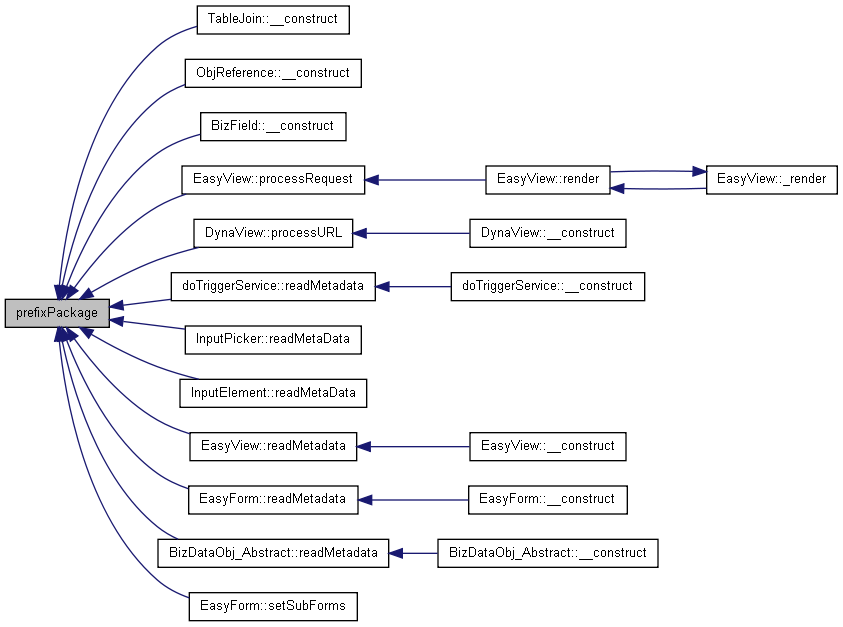 TableJoin::__construct
ObjReference::__construct
BizField::__construct
EasyView::processRequest
EasyView::render
EasyView::_render
DynaView::processURL
DynaView::__construct
doTriggerService::readMetadata
doTriggerService::__construct
prefixPackage
InputPicker::readMetaData
InputElement::readMetaData
EasyView::readMetadata
EasyView::__construct
EasyForm::readMetadata
EasyForm::__construct
BizDataObj_Abstract::readMetadata
BizDataObj_Abstract::__construct
EasyForm::setSubForms